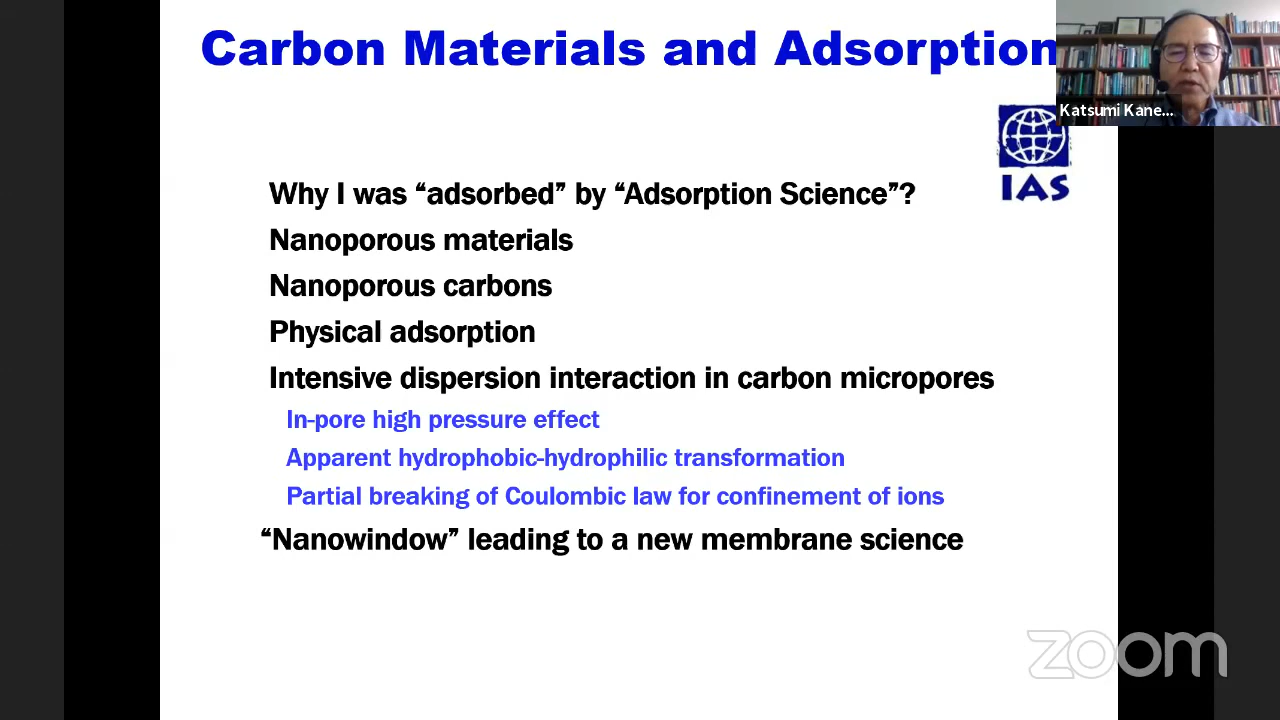 Carbon Materials and Adsorption
Katsumi Kane...
IAS
Why I was “adsorbed” by “Adsorption Science”?
Nanoporous materials
Nanoporous carbons
Physical adsorption
Intensive dispersion interaction in carbon micropores
In-pore high pressure effect
Apparent hydrophobic-hydrophilic transformation
Partial breaking of Coulombic law for confinement of ions
“Nanowindow” leading to a new membrane science
zoom